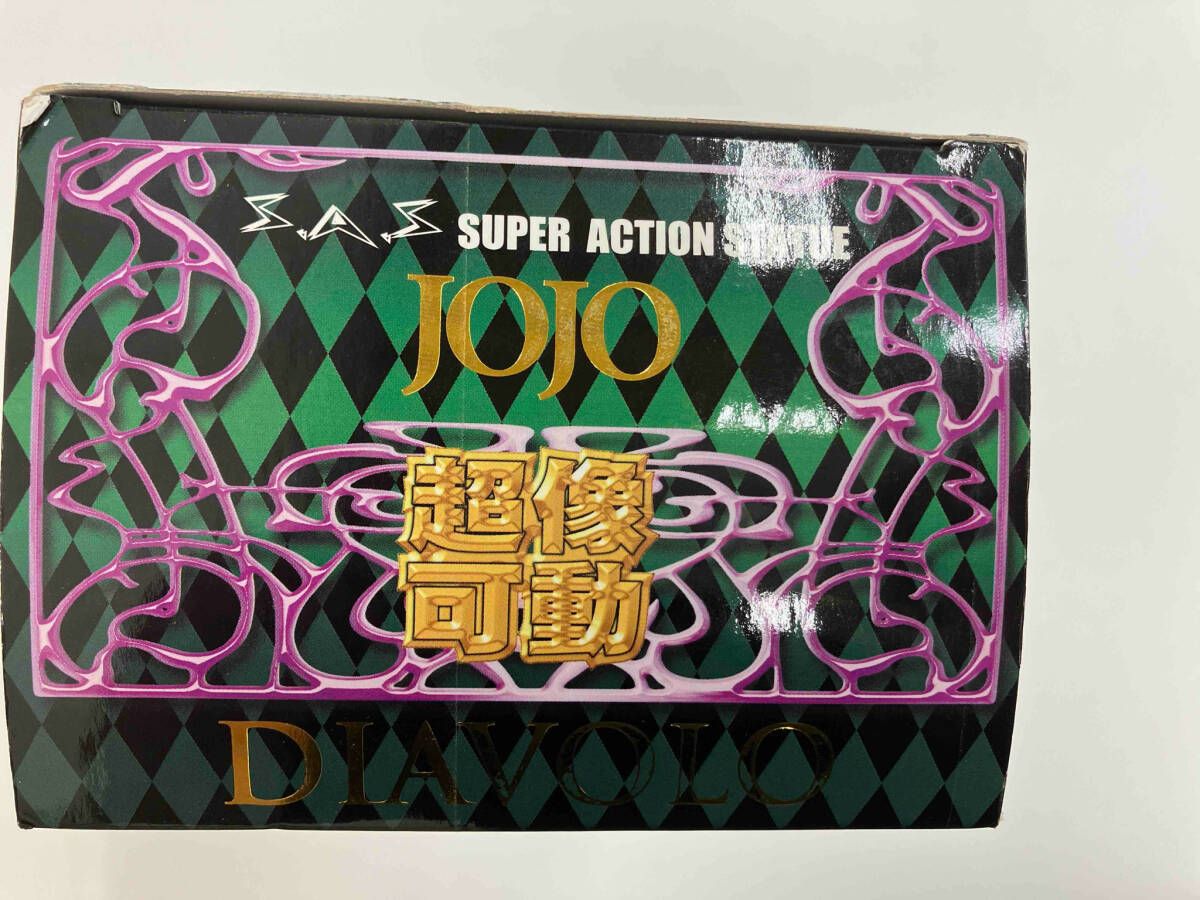 S.A.S SUPER ACTION STATUE
JOJO
超像
可動
DIAVOLO